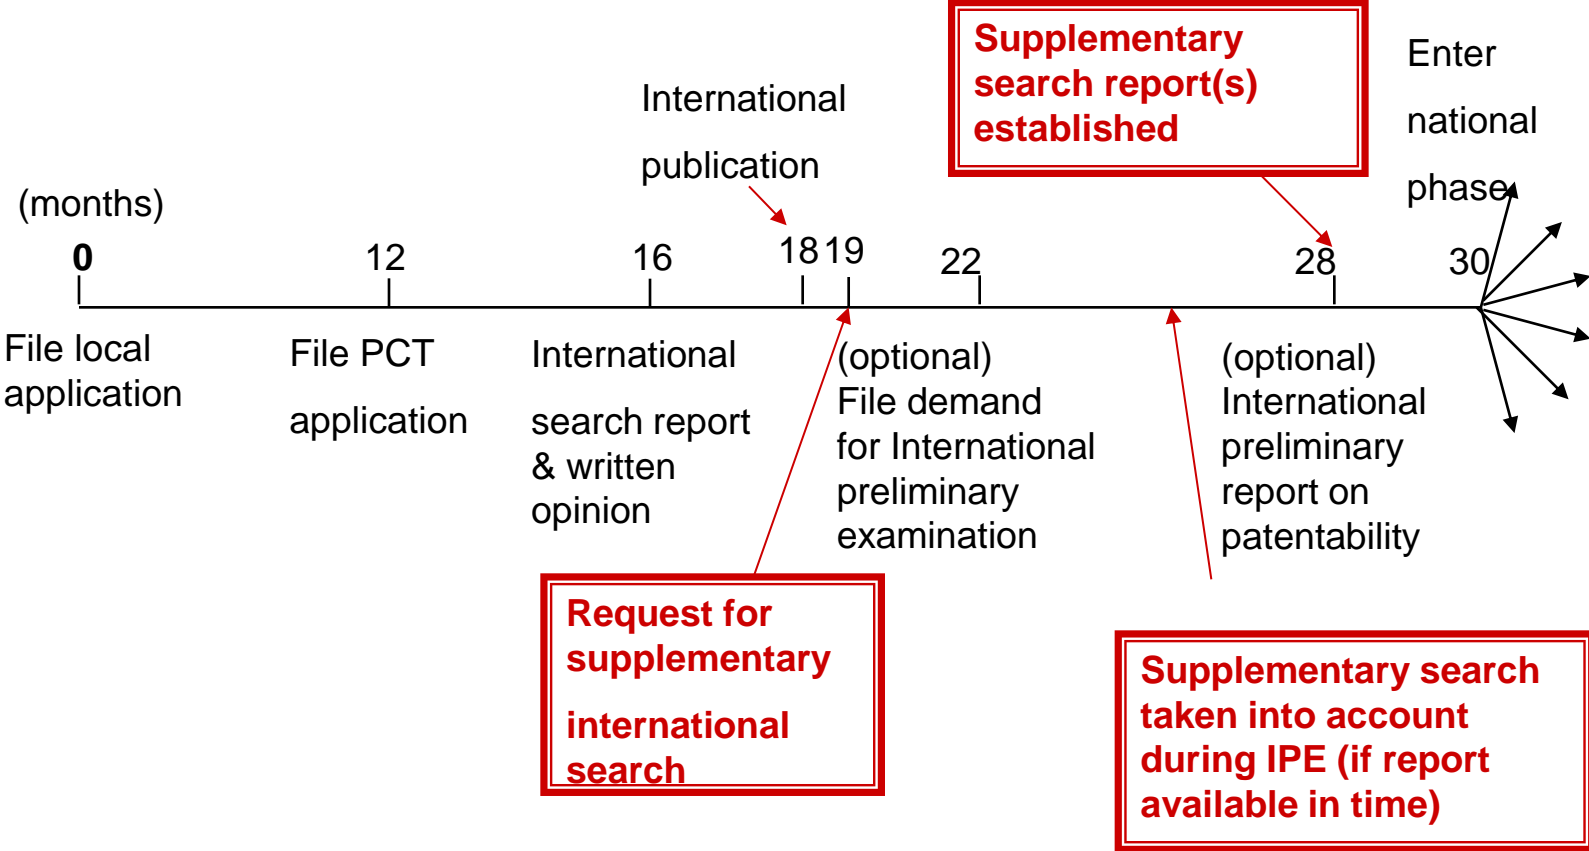 Supplementary
search report(s)
established
Enter
national
phase
International
publication
(months)
0
12
16
18
19
22
28
30
File local
application
File PCT
application
International
search report
& written
opinion
(optional)
File demand
for International
preliminary
examination
(optional)
International
preliminary
report on
patentability
Request for
supplementary
international
search
Supplementary search
taken into account
during IPE (if report
available in time)